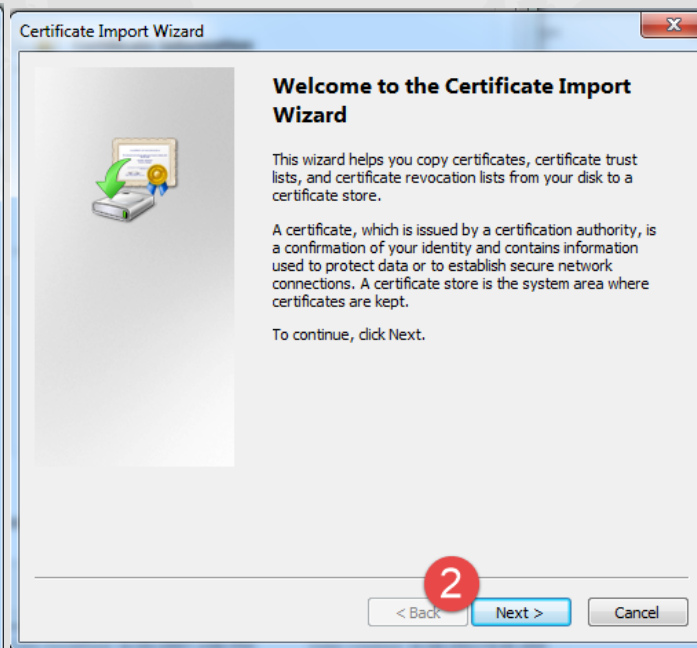 Certificate Import Wizard
Welcome to the Certificate Import
Wizard
This wizard helps you copy certificates, certificate trust
lists, and certificate revocation lists from your disk to a
certificate store.
A certificate, which is issued by a certification authority, is
a confirmation of your identity and contains information
used to protect data or to establish secure network
connections. A certificate store is the system area where
certificates are kept.
To continue, click Next.
2
< Back Next > Cancel